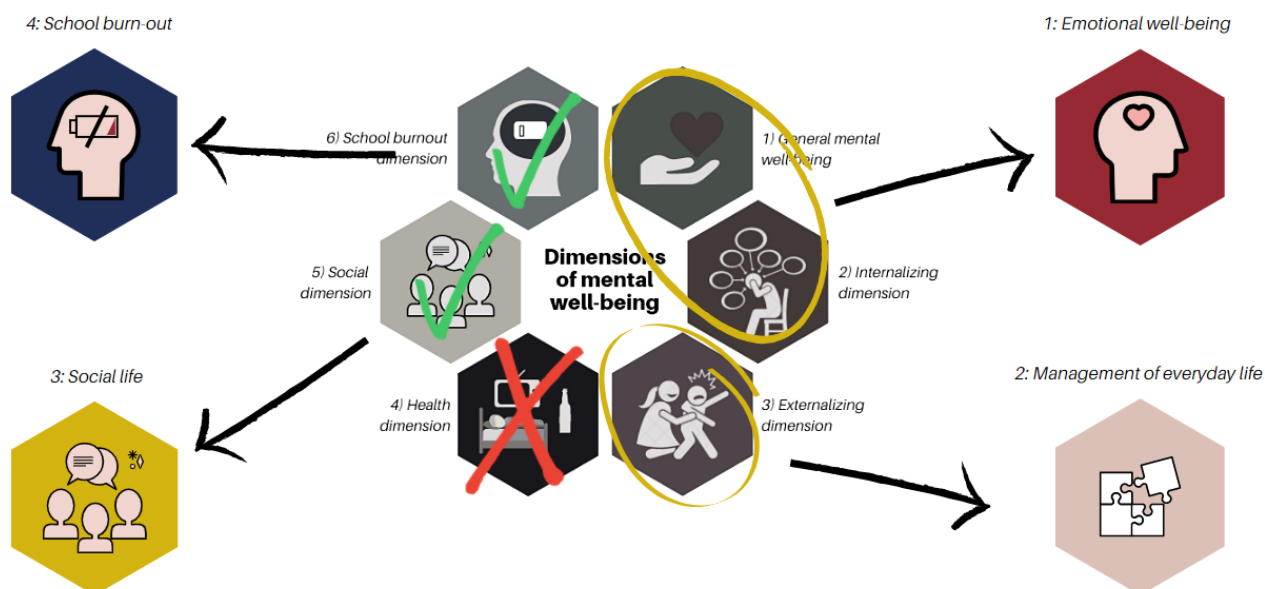 4: School burn-out
1: Emotional well-being
6) School burnout
dimension
1) General mental
well-being
Dimensions
of mental
well-being
5) Social
dimension
2) Internalizing
dimension
3: Social life
2: Management of everyday life
4) Health
dimension
3) Externalizing
dimension